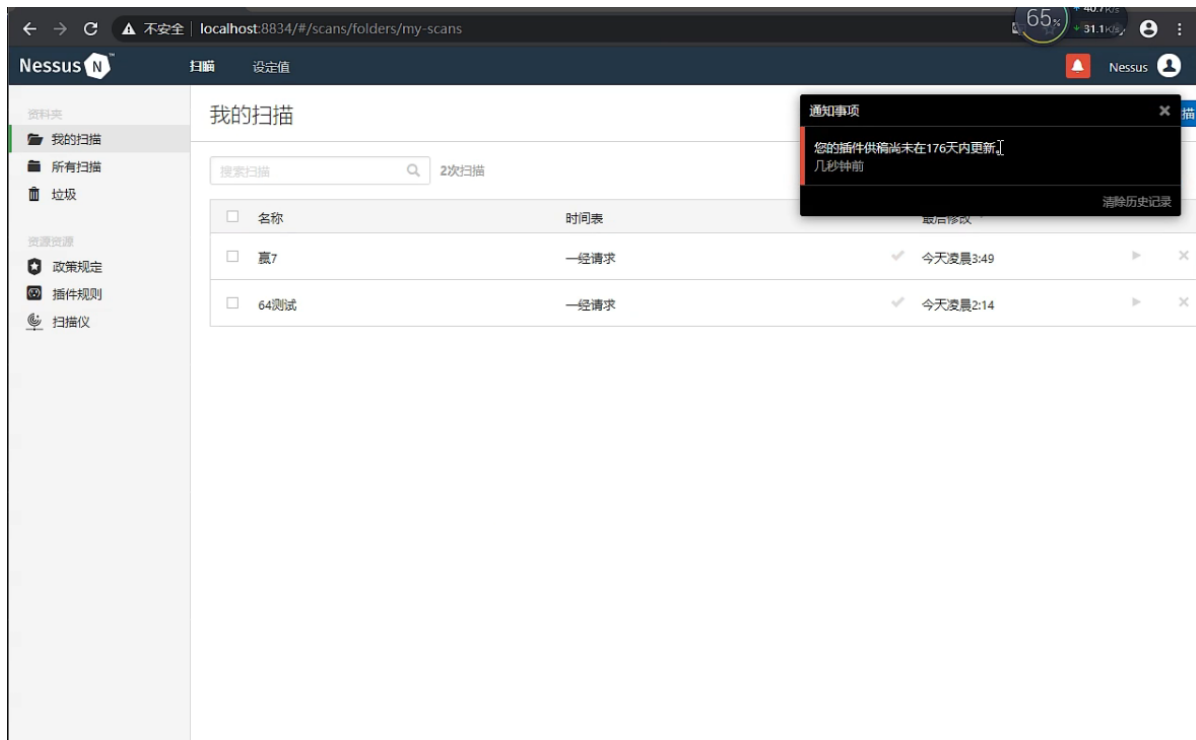 不安全 localhost:8834/#/scans/folders/my-scans
65%
40.7K/s
31.1K/s
Nessus N
扫瞄 设定值
Nessus
资料夹
我的扫描
所有扫描
垃圾
资源资源
政策规定
插件规则
扫描仪
我的扫描
描
搜索扫描
2次扫描
通知事项
您的插件供稿尚未在176天内更新。
几秒钟前
清除历史记录
名称 时间表 最后修改
赢7 一经请求 今天凌晨3:49
64测试 一经请求 今天凌晨2:14